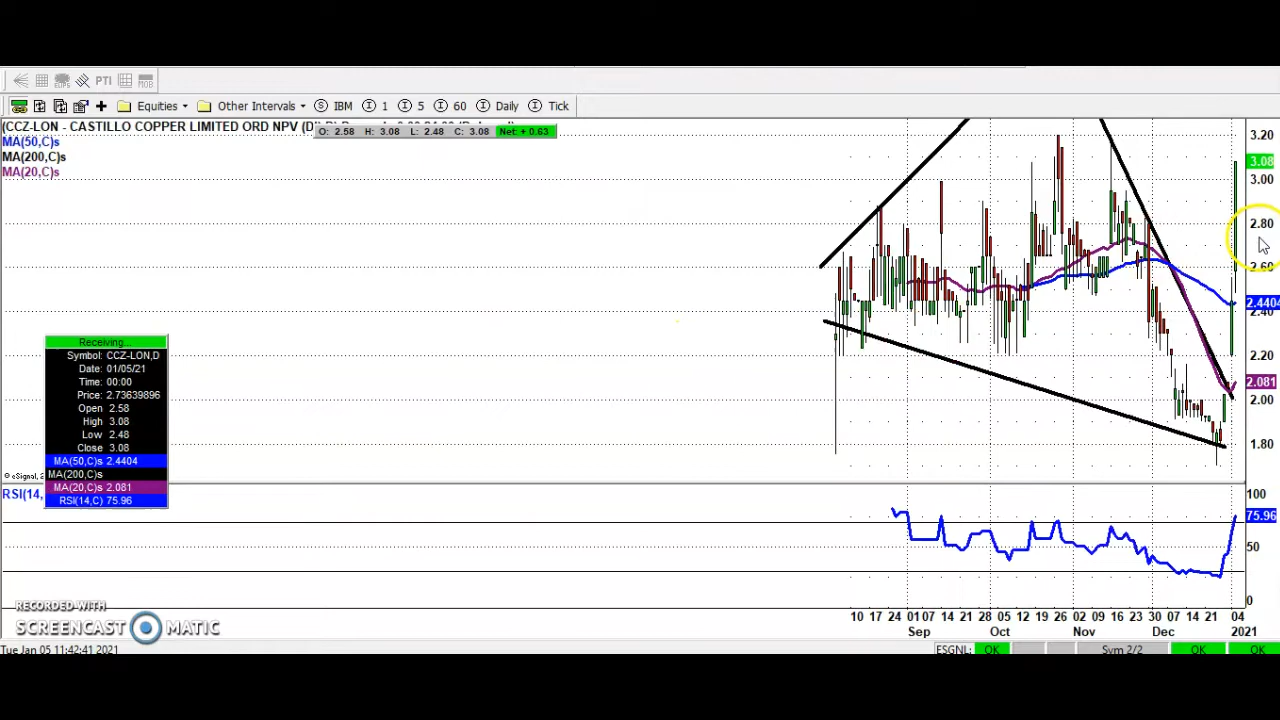 PTI MOB
Equities Other Intervals IBM 1 5 60 Daily Tick
(CCZ-LON - CASTILLO COPPER LIMITED ORD NPV
O: 2.58 H: 3.08 L: 2.48 C: 3.08 Net: + 0.63
MA(50,C)s
MA(200,C)s
MA(20,C)s
3.20
3.08
3.00
2.80
2.60
2.4404
2.40
2.20
2.081
2.00
1.80
Receiving...
Symbol: CCZ-LON,D
Date: 01/05/21
Time: 00:00
Price: 2.73639896
Open 2.58
High 3.08
Low 2.48
Close 3.08
MA(50,C)s 2.4404
MA(200,C)s
MA(20,C)s 2.081
RSI(14,C) 75.96
© eSignal, 2
RSI(14,
100
75.96
50
0
10 17 24 01 07 14 21 28 05 12 19 26 02 09 16 23 30 07 14 21 04
Sep Oct Nov Dec 2021
RECORDED WITH
SCREENCAST MATIC
Tue Jan 05 11:42:41 2021
ESGNL: OK Sym 2/2 OK OK